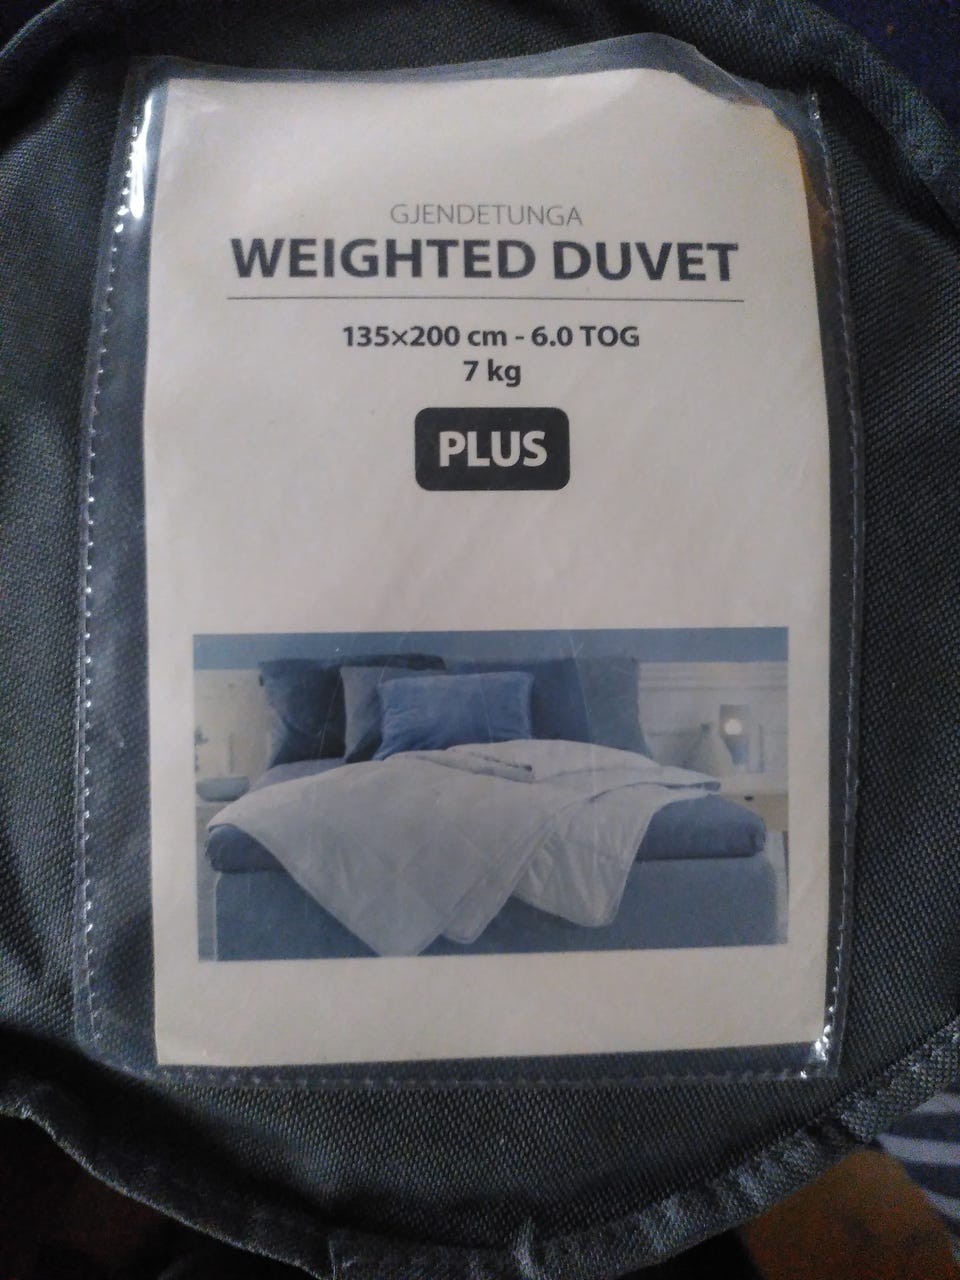 GJENDETUNGA
WEIGHTED DUVET
135×200 cm - 6.0 TOG
7 kg
PLUS